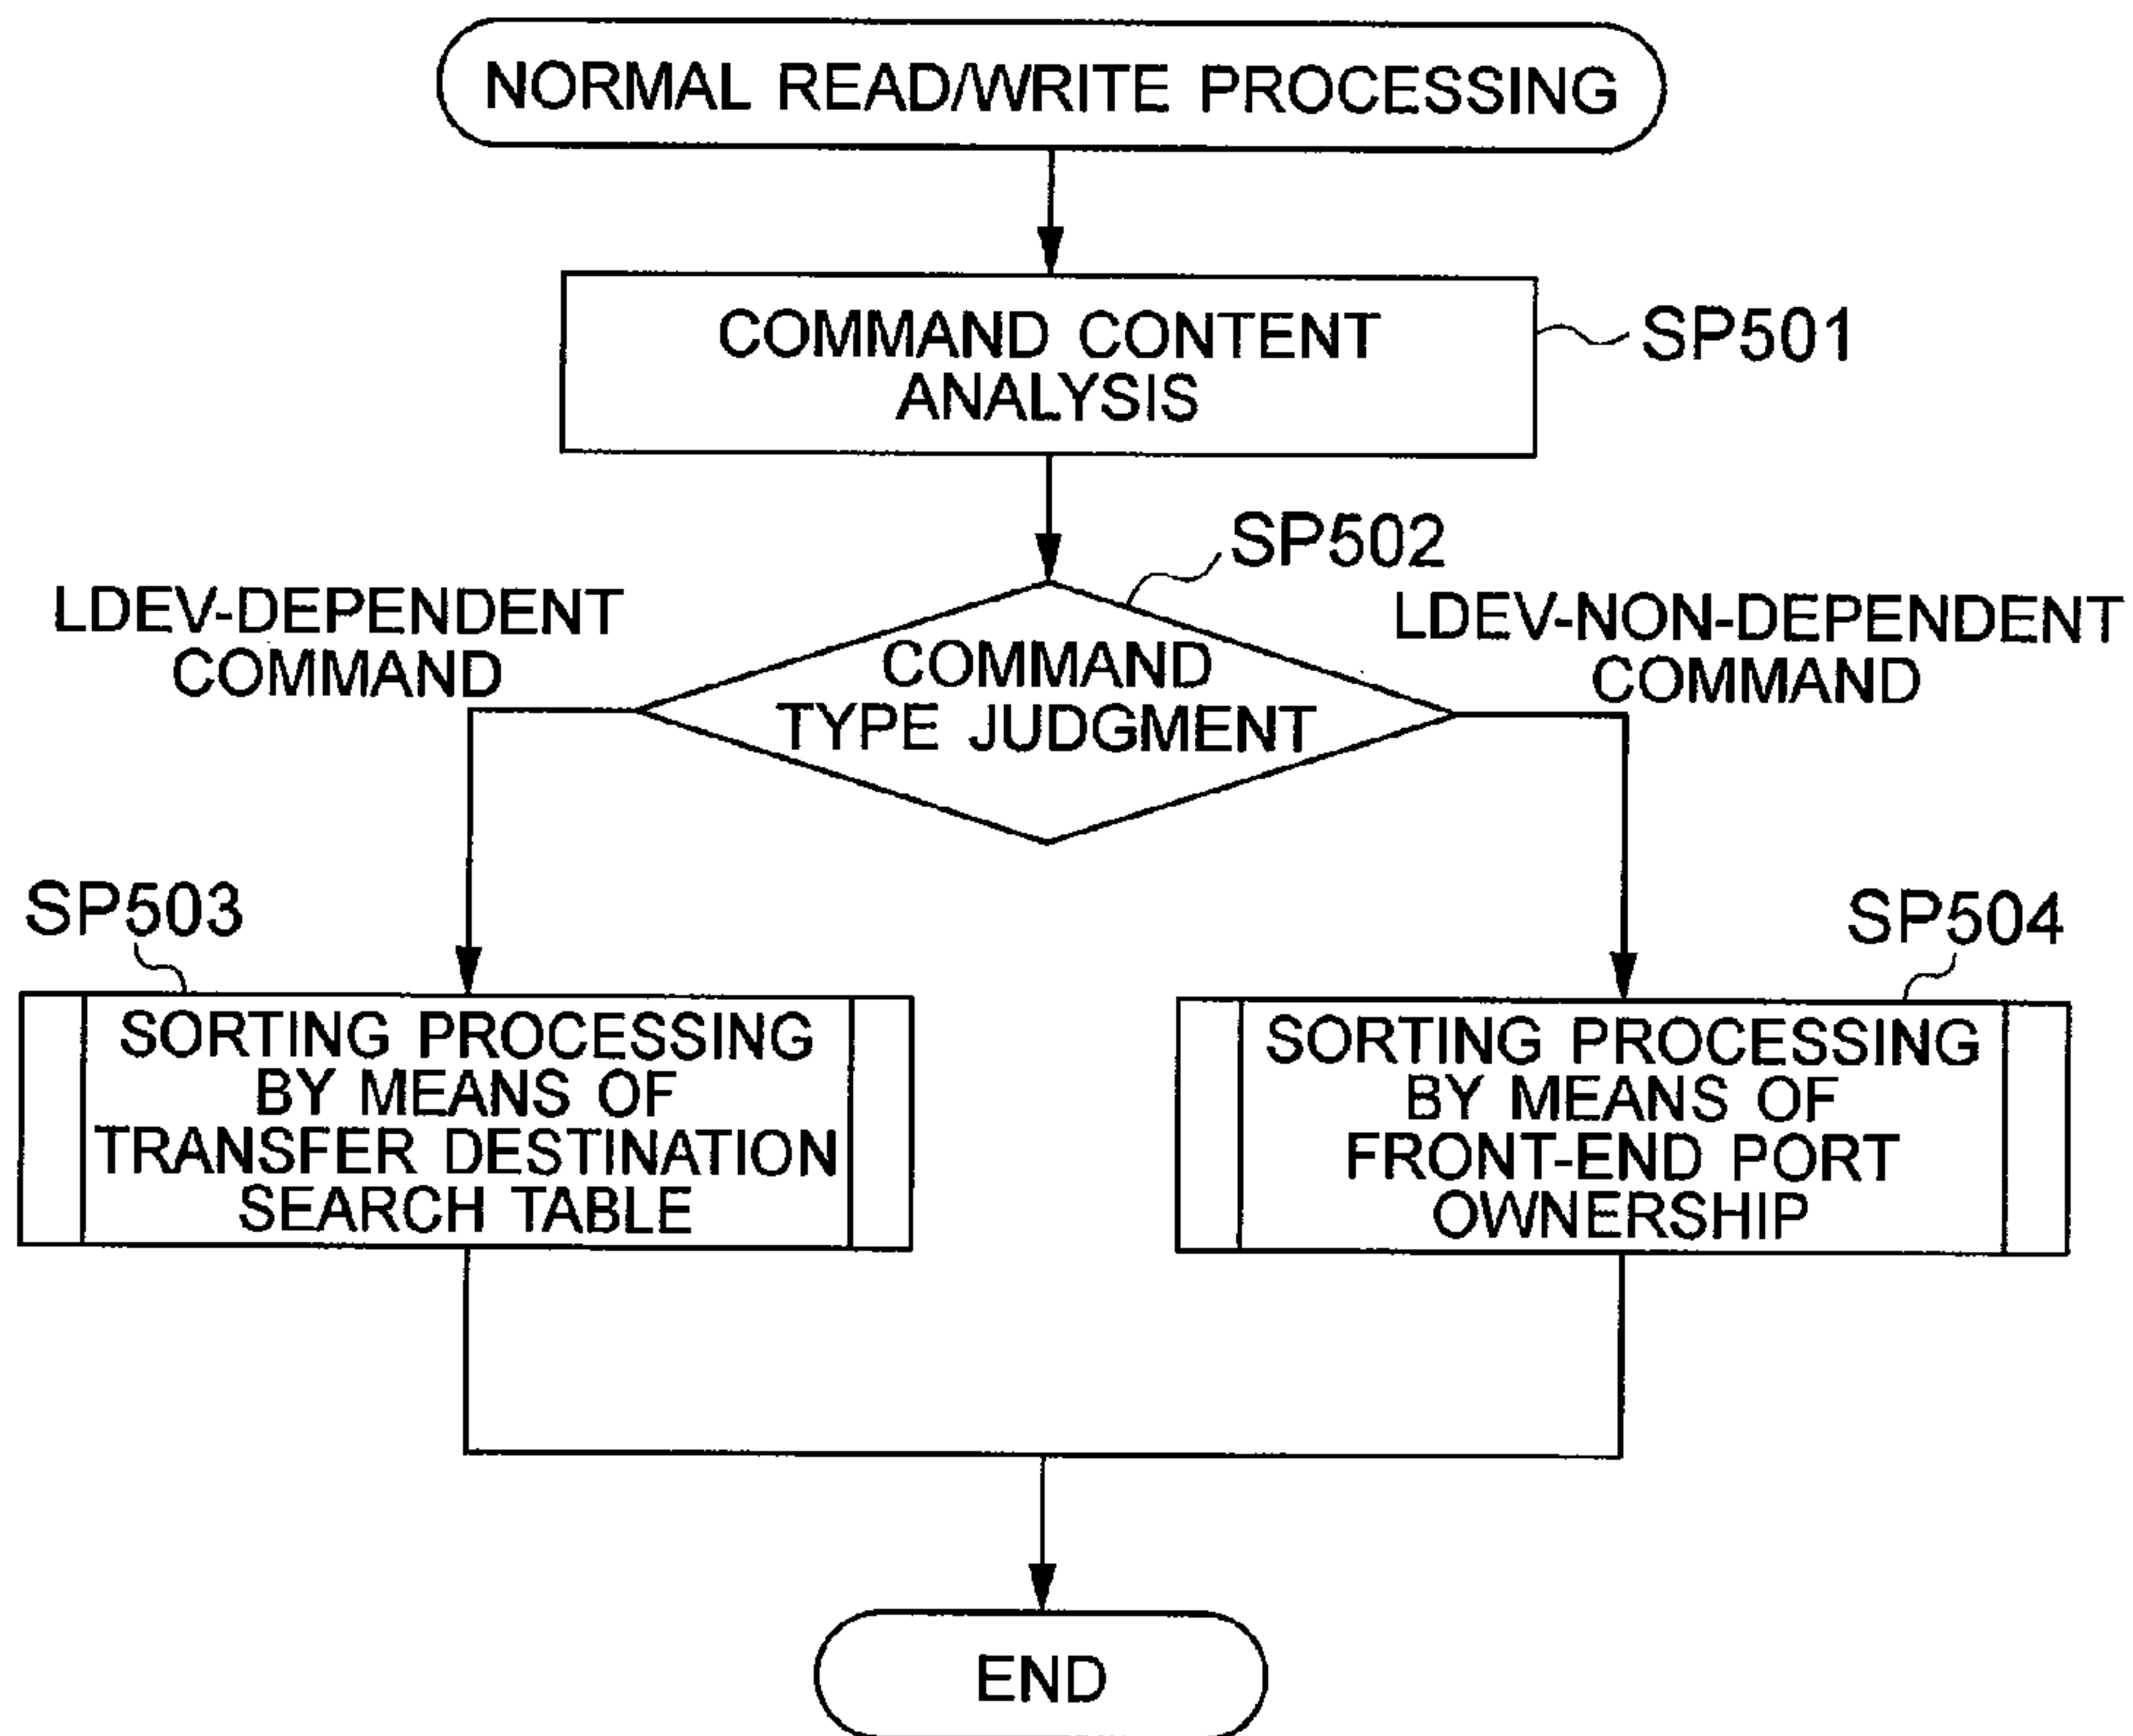 NORMAL READ/WRITE PROCESSING
COMMAND CONTENT
ANALYSIS
SP501
SP502
LDEV-DEPENDENT
COMMAND
COMMAND
TYPE JUDGMENT
LDEV-NON-DEPENDENT
COMMAND
SP503
SORTING PROCESSING
BY MEANS OF
TRANSFER DESTINATION
SEARCH TABLE
SP504
SORTING PROCESSING
BY MEANS OF
FRONT-END PORT
OWNERSHIP
END